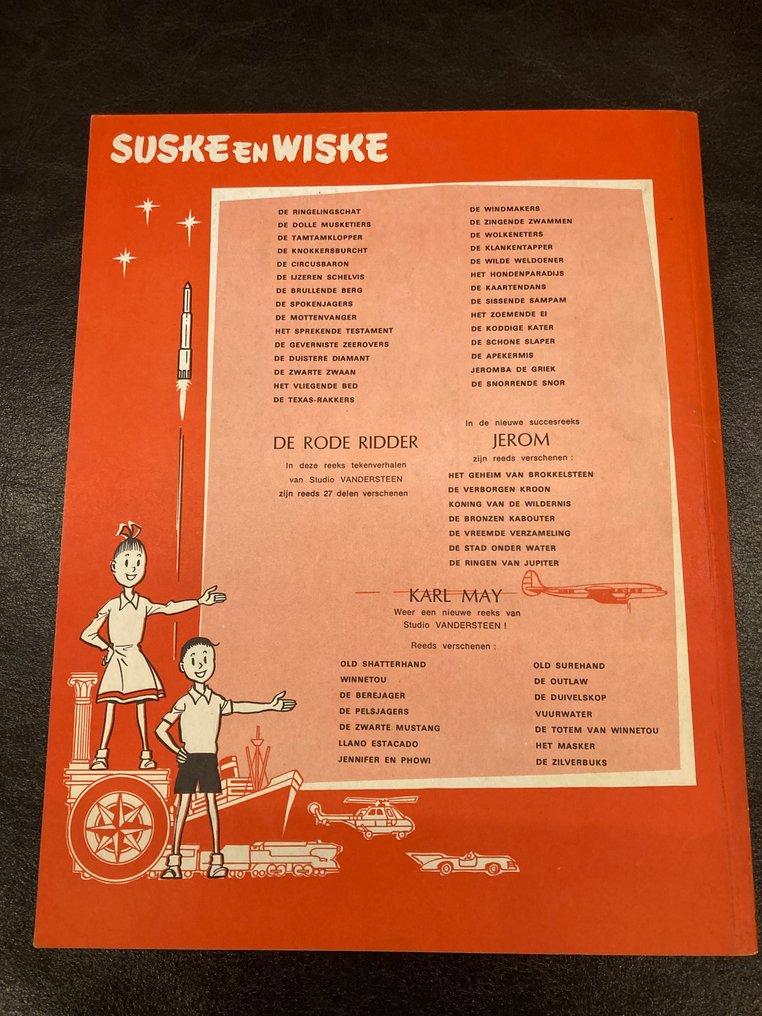 SUSKE EN WISKE
DE RINGELINGSCHAT
DE DOLLE MUSKETIERS
DE TAMTAMKLOPPER
DE KNOKKERSBURCHT
DE CIRCUSBARON
DE IJZEREN SCHELVIS
DE BRULLENDE BERG
DE SPOKENJAGERS
DE MOTTENVANGER
HET SPREKENDE TESTAMENT
DE GEVERNISTE ZEEROVERS
DE DUISTERE DIAMANT
DE ZWARTE ZWAAN
HET VLIEGENDE BED
DE TEXAS-RAKKERS
DE WINDMAKERS
DE ZINGENDE ZWAMMEN
DE WOLKENETERS
DE KLANKENTAPPER
DE WILDE WELDOENER
HET HONDENPARADIJS
DE KAARTENDANS
DE SISSENDE SAMPAM
HET ZOEMENDE EI
DE KODDIGE KATER
DE SCHONE SLAPER
DE APEKERMIS
JEROMBA DE GRIEK
DE SNORRENDE SNOR
DE RODE RIDDER
In deze reeks tekenverhalen
van Studio VANDERSTEEN
zijn reeds 27 delen verschenen
In de nieuwe succesreeks
JEROM
zijn reeds verschenen :
HET GEHEIM VAN BROKKELSTEEN
DE VERBORGEN KROON
KONING VAN DE WILDERNIS
DE BRONZEN KABOUTER
DE VREEMDE VERZAMELING
DE STAD ONDER WATER
DE RINGEN VAN JUPITER
KARL MAY
Weer een nieuwe reeks van
Studio VANDERSTEEN !
Reeds verschenen :
OLD SHATTERHAND
WINNETOU
DE BEREJAGER
DE PELSJAGERS
DE ZWARTE MUSTANG
LLANO ESTACADO
JENNIFER EN PHOWI
OLD SUREHAND
DE OUTLAW
DE DUIVELSKOP
VUURWATER
DE TOTEM VAN WINNETOU
HET MASKER
DE ZILVERBUKS